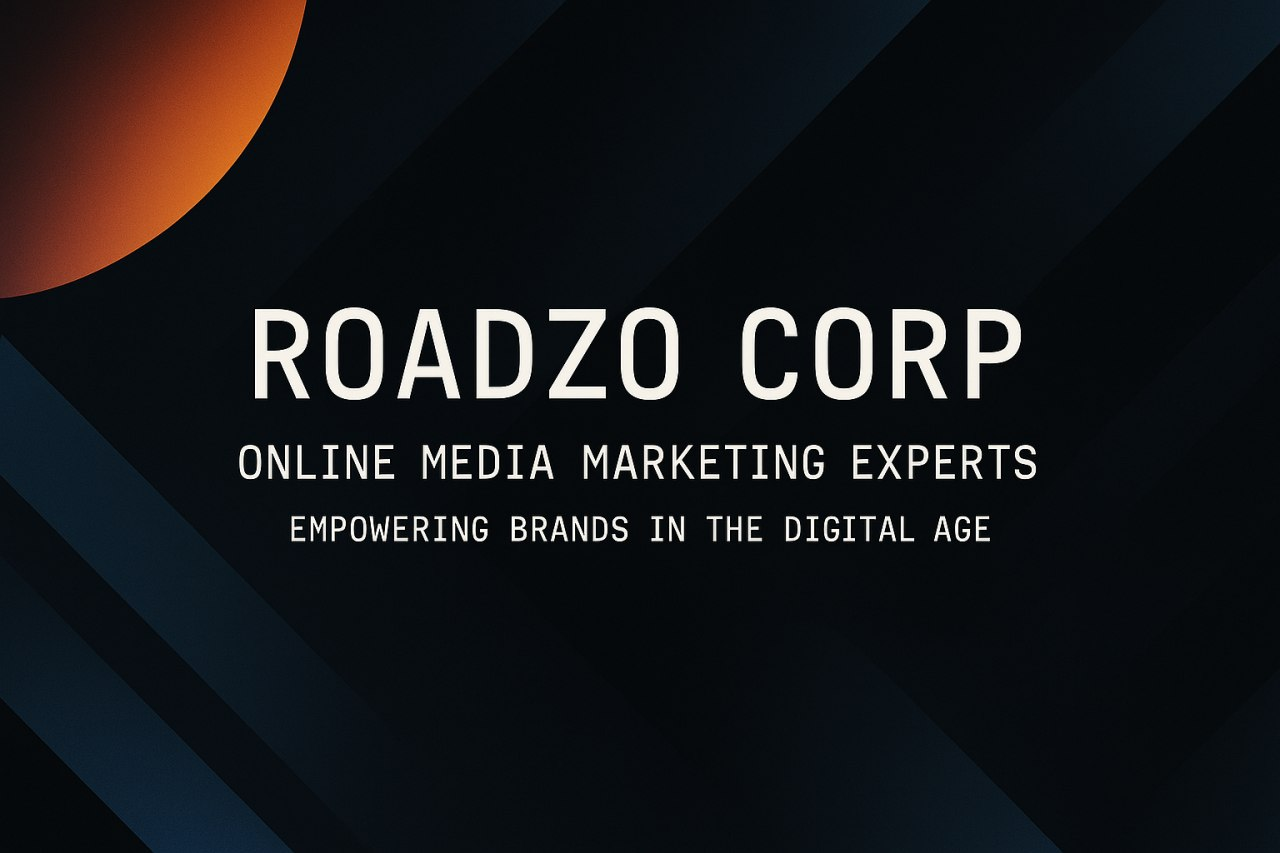 ROADZO CORP
ONLINE MEDIA MARKETING EXPERTS
EMPOWERING BRANDS IN THE DIGITAL AGE